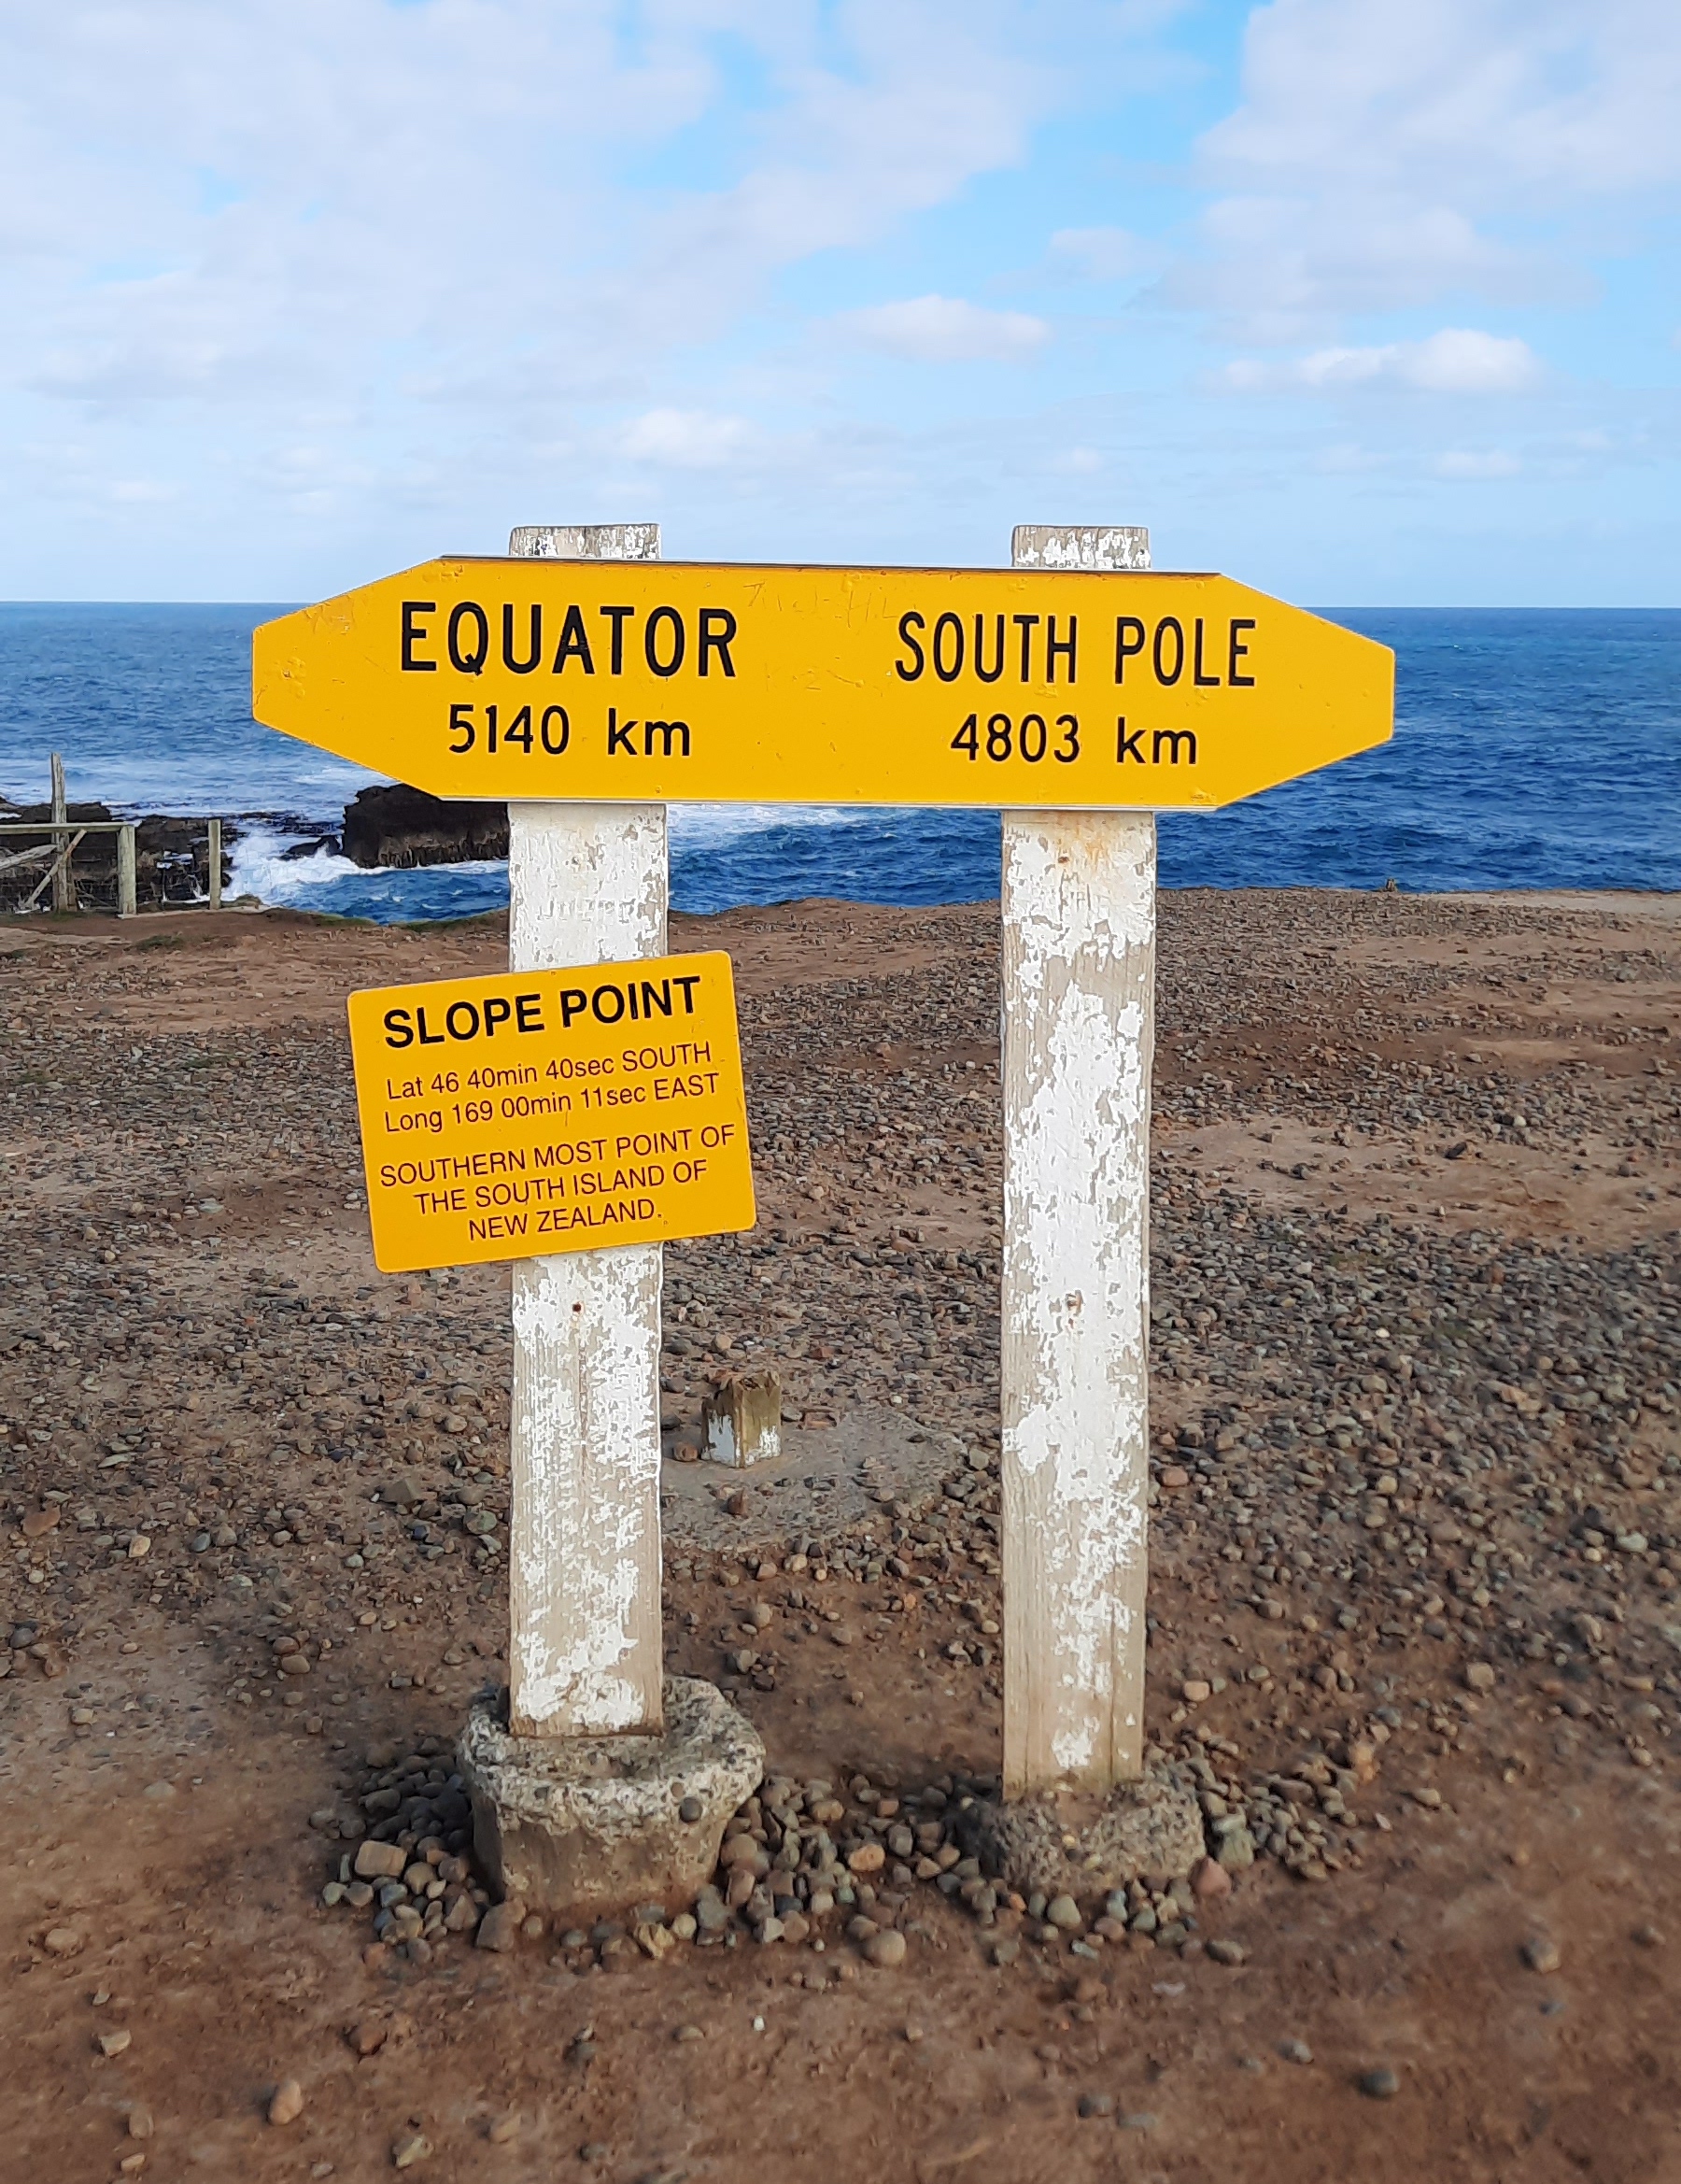 EQUATOR
5140 km
SOUTH POLE
4803 km
SLOPE POINT
Lat 46 40min 40sec SOUTH
Long 169 00min 11sec EAST
SOUTHERN MOST POINT OF
THE SOUTH ISLAND OF
NEW ZEALAND.